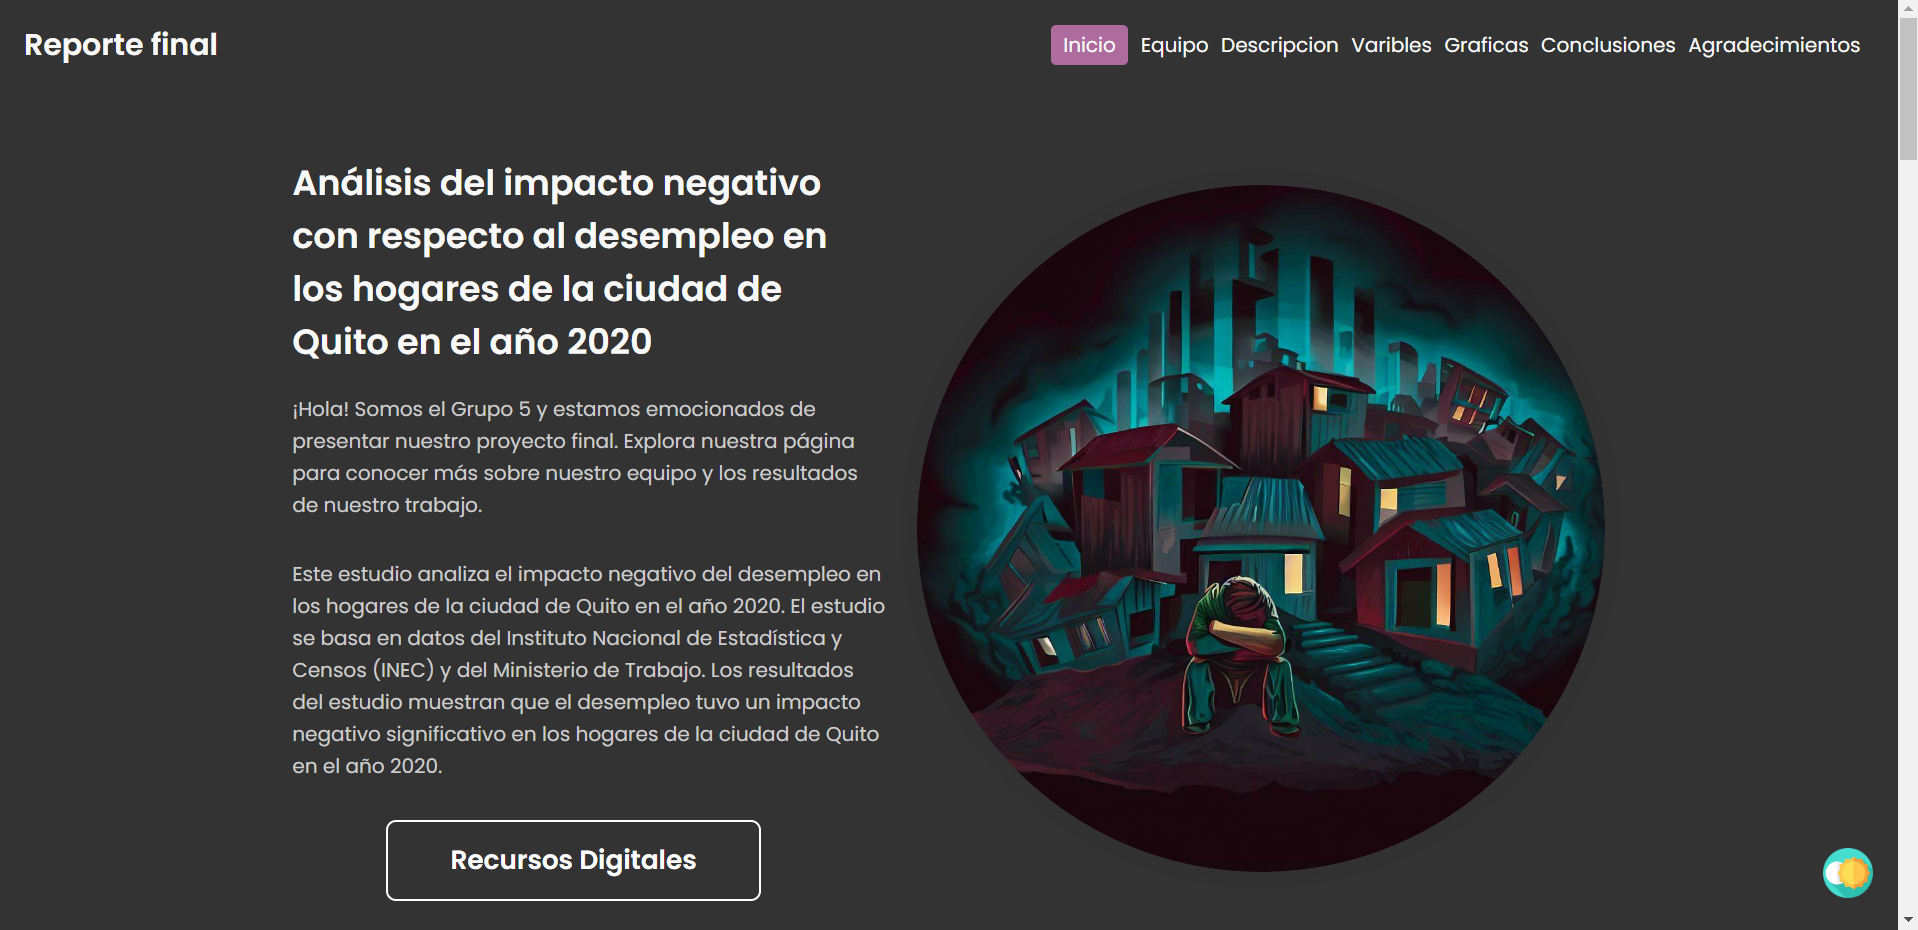 Reporte final
Inicio Equipo Descripcion Varibles Graficas Conclusiones Agradecimientos
Análisis del impacto negativo
con respecto al desempleo en
los hogares de la ciudad de
Quito en el año 2020
¡Hola! Somos el Grupo 5 y estamos emocionados de
presentar nuestro proyecto final. Explora nuestra página
para conocer más sobre nuestro equipo y los resultados
de nuestro trabajo.
Este estudio analiza el impacto negativo del desempleo en
los hogares de la ciudad de Quito en el año 2020. El estudio
se basa en datos del Instituto Nacional de Estadística y
Censos (INEC) y del Ministerio de Trabajo. Los resultados
del estudio muestran que el desempleo tuvo un impacto
negativo significativo en los hogares de la ciudad de Quito
en el año 2020.
Recursos Digitales